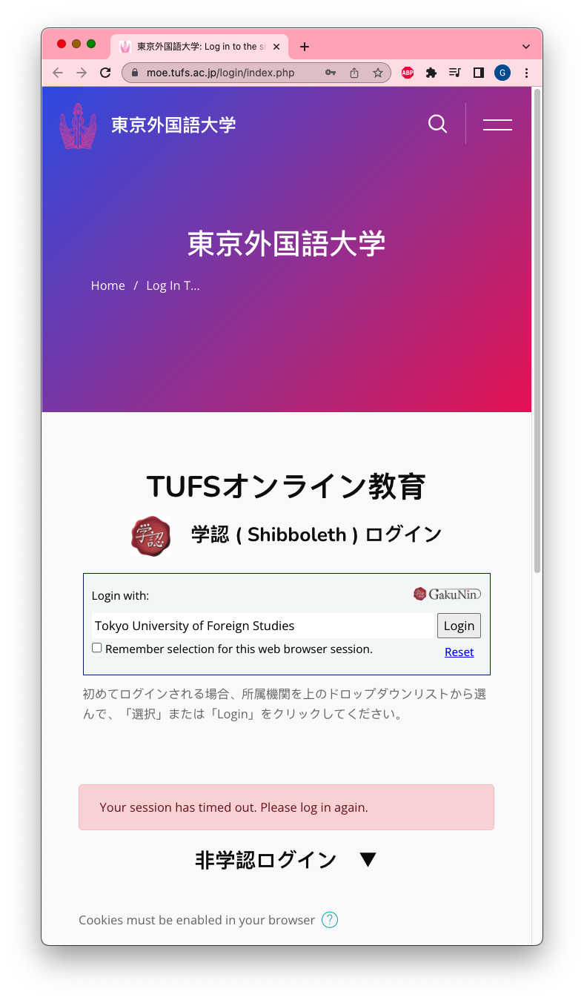 東京外国語大学: Log in to the si
moe.tufs.ac.jp/login/index.php
ABP
G
東京外国語大学
東京外国語大学
Home / Log In T...
TUFSオンライン教育
学認
学認 ( Shibboleth ) ログイン
Login with:
GakuNin
Tokyo University of Foreign Studies
Login
Remember selection for this web browser session.
Reset
初めてログインされる場合、所属機関を上のドロップダウンリストから選
んで、「選択」または「Login」をクリックしてください。
Your session has timed out. Please log in again.
非学認ログイン ▼
Cookies must be enabled in your browser ?